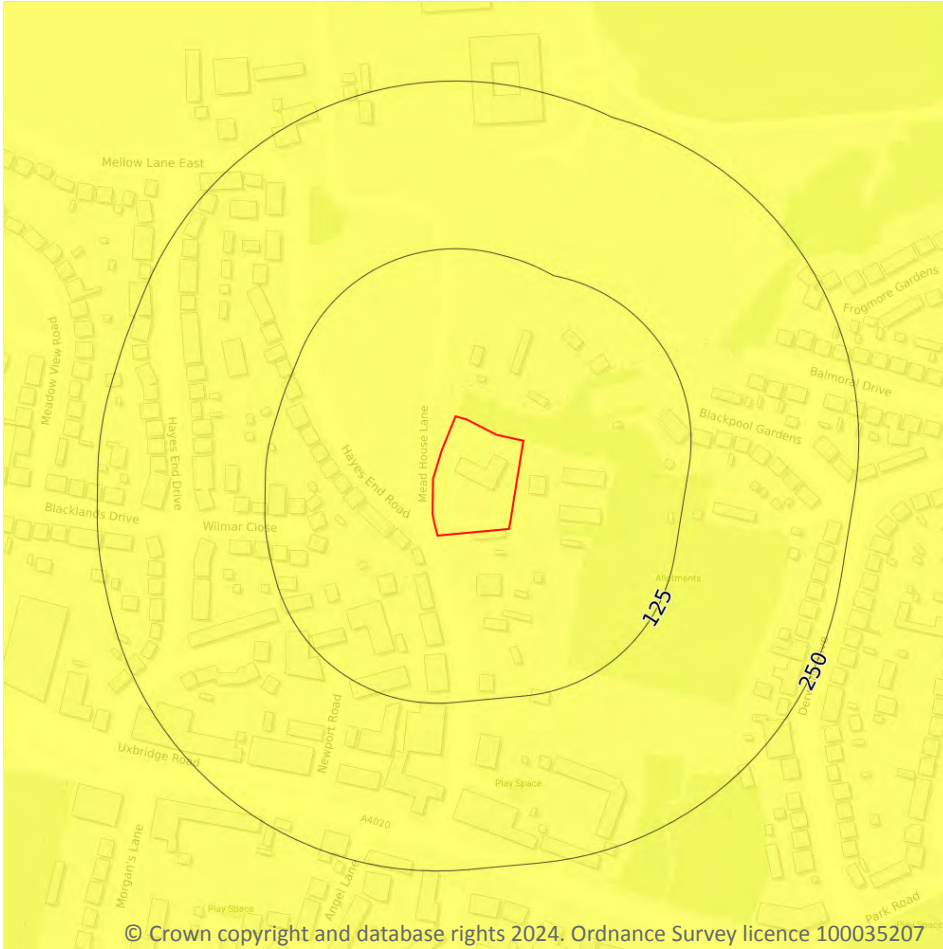 Mellow Lane East
Frogmore Gardens
Meadow View Road
Balmoral Drive
Blackpool Gardens
Hayes End Drive
Mead House Lane
Hayes End Road
Blacklands Drive
Wilmar Close
Allotments
125
250
Newport Road
Uxbridge Road
Play Space
A4020
Morgan's Lane
Angel Lane
Play Space
Park Road
Play Space
© Crown copyright and database rights 2024. Ordnance Survey licence 100035207